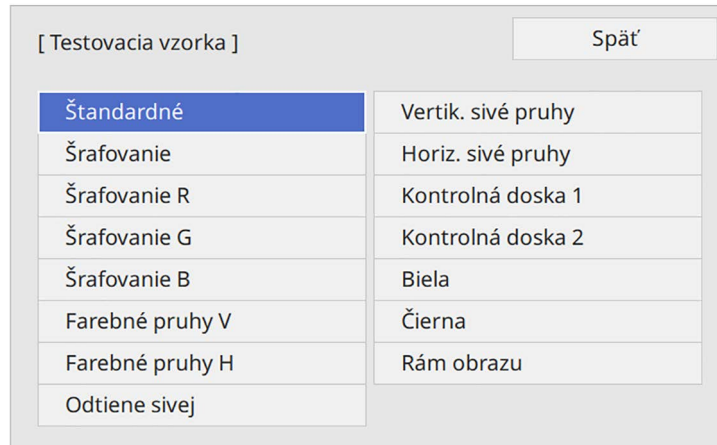 [ Testovacia vzorka ]
Späť
Štandardné
Šrafovanie
Šrafovanie R
Šrafovanie G
Šrafovanie B
Farebné pruhy V
Farebné pruhy H
Odtiene sivej
Vertik. sivé pruhy
Horiz. sivé pruhy
Kontrolná doska 1
Kontrolná doska 2
Biela
Čierna
Rám obrazu